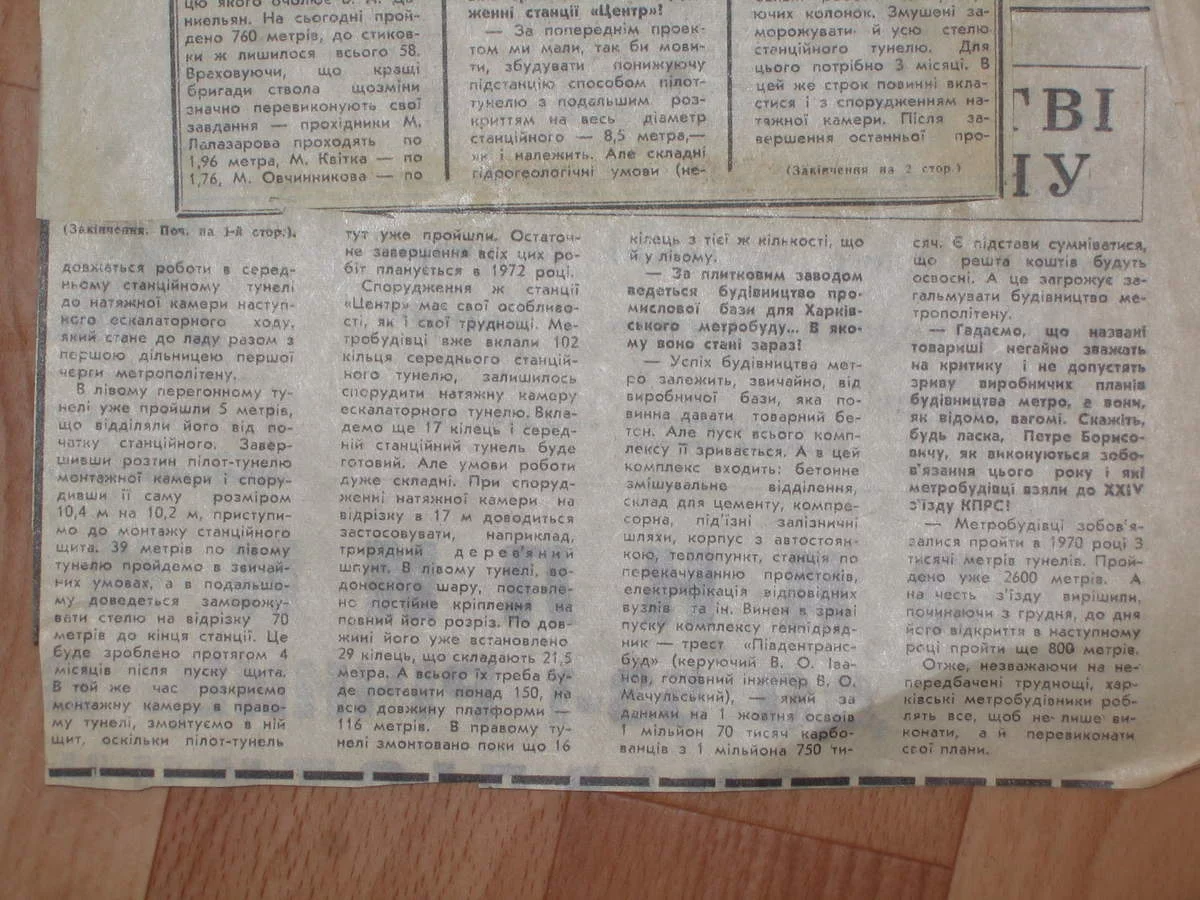 цю якого очолює В. А. Да-
ниельян. На сьогодні прой-
дено 760 метрів, до стиков-
ки ж лишилося всього 58.
Враховуючи, що кращі
бригади ствола щозміни
значно перевиконують свої
завдання — прохідники М.
Палазарова проходять по
1,96 метра, М. Квітка — по
1,76, М. Овчинникова — по
женні станції «Центр»!
— За попереднім проек-
том ми мали, так би мови-
ти, збудувати понижуючу
підстанцію способом пілот-
тунелю з подальшим роз-
криттям на весь діаметр
станційного — 8,5 метра,—
як і належить. Але складні
гідрогеологічні умови (не-
ючих колонок. Змушені за-
морожувати й усю стелю
станційного тунелю. Для
цього потрібно 3 місяці. В
цей же строк повинні вкла-
стися і з спорудженням на-
тяжної камери. Після за-
вершення останньої про-
(Закінчення на 2 стор.)
ТВІ
НУ
(Закінчення. Поч. на 1-й стор.).
довжаться роботи в серед-
ньому станційному тунелі
до натяжної камери наступ-
ного ескалаторного ходу,
який стане до ладу разом з
першою дільницею першої
черги метрополітену.
В лівому перегонному ту-
нелі уже пройшли 5 метрів,
що відділяли його від по-
чатку станційного. Завер-
шивши розтин пілот-тунелю
монтажної камери і спору-
дивши її саму розміром
10,4 м на 10,2 м, приступи-
мо до монтажу станційного
щита. 39 метрів по лівому
тунелю пройдемо в звичай-
них умовах, а в подальшо-
му доведеться заморожу-
вати стелю на відрізку 70
метрів до кінця станції. Це
буде зроблено протягом 4
місяців після пуску щита.
В той же час розкриємо
монтажну камеру в право-
му тунелі, змонтуємо в ній
щит, оскільки пілот-тунель
тут уже пройшли. Остаточ-
не завершення всіх цих ро-
біт планується в 1972 році.
Спорудження ж станції
«Центр» має свої особливо-
сті, як і свої труднощі. Ме-
тробудівці вже вклали 102
кільця середнього станцій-
ного тунелю, залишилось
спорудити натяжну камеру
ескалаторного тунелю. Вкла-
демо ще 17 кілець і серед-
ній станційний тунель буде
готовий. Але умови роботи
дуже складні. При споруд-
женні натяжної камери на
відрізку в 17 м доводиться
застосовувати, наприклад,
трирядний дерев'яний
шпунт. В лівому тунелі, во-
доносного шару, поставле-
но постійне кріплення на
повний його розріз. По дов-
жині його уже встановлено
29 кілець, що складають 21,5
метра. А всього їх треба бу-
де поставити понад 150, на
всю довжину платформи —
116 метрів. В правому ту-
нелі змонтовано поки що 16
кілець з тієї ж кількості, що
й у лівому.
— За плитковим заводом
ведеться будівництво про-
мислової бази для Харків-
ського метробуду... В яко-
му воно стані зараз!
— Успіх будівництва мет-
ро залежить, звичайно, від
виробничої бази, яка по-
винна давати товарний бе-
тон. Але пуск всього комп-
лексу її зривається. А в цей
комплекс входить: бетонне
змішувальне відділення,
склад для цементу, компре-
сорна, під'їзні залізничні
шляхи, корпус з автостоян-
кою, теплопункт, станція по
перекачуванню промстоків,
електрифікація відповідних
вузлів та ін. Винен в зриві
пуску комплексу генпідряд-
ник — трест «Південтранс-
буд» (керуючий В. О. Іва-
нов, головний інженер В. О.
Мачульський), — який за
даними на 1 жовтня освоїв
1 мільйон 70 тисяч карбо-
ванців з 1 мільйона 750 ти-
сяч. Є підстави сумніватися,
що решта коштів будуть
освоєні. А це загрожує за-
гальмувати будівництво ме-
трополітену.
— Гадаємо, що названі
товариші негайно зважать
на критику і не допустять
зриву виробничих планів
будівництва метро, а вони,
як відомо, вагомі. Скажіть,
будь ласка, Петре Борисо-
вичу, як виконуються зобо-
в'язання цього року і які
метробудівці взяли до XXIV
з'їзду КПРС!
— Метробудівці зобов'я-
залися пройти в 1970 році 3
тисячі метрів тунелів. Прой-
дено уже 2600 метрів. А
на честь з'їзду вирішили,
починаючи з грудня, до дня
його відкриття в наступному
році пройти ще 800 метрів.
Отже, незважаючи на не-
передбачені труднощі, хар-
ківські метробудівники роб-
лять все, щоб не лише ви-
конати, а й перевиконати
свої плани.